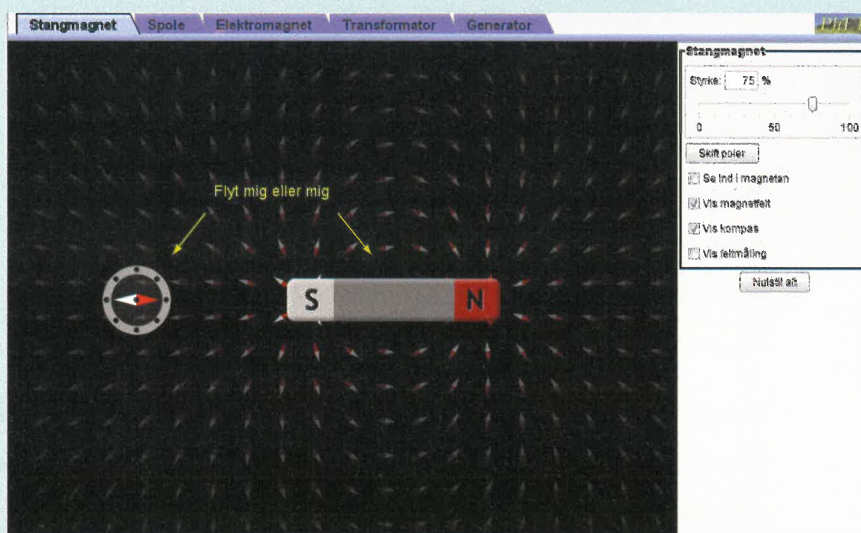 Stangmagnet Spole Elektromagnet Transformator Generator
PhET
Stangmagnet
Styrke: 75 %
0 50 100
Skift poler
Se ind i magneten
Vis magnetfelt
Vis kompas
Vis feltmåling
Nulstil alt
Flyt mig eller mig
S N